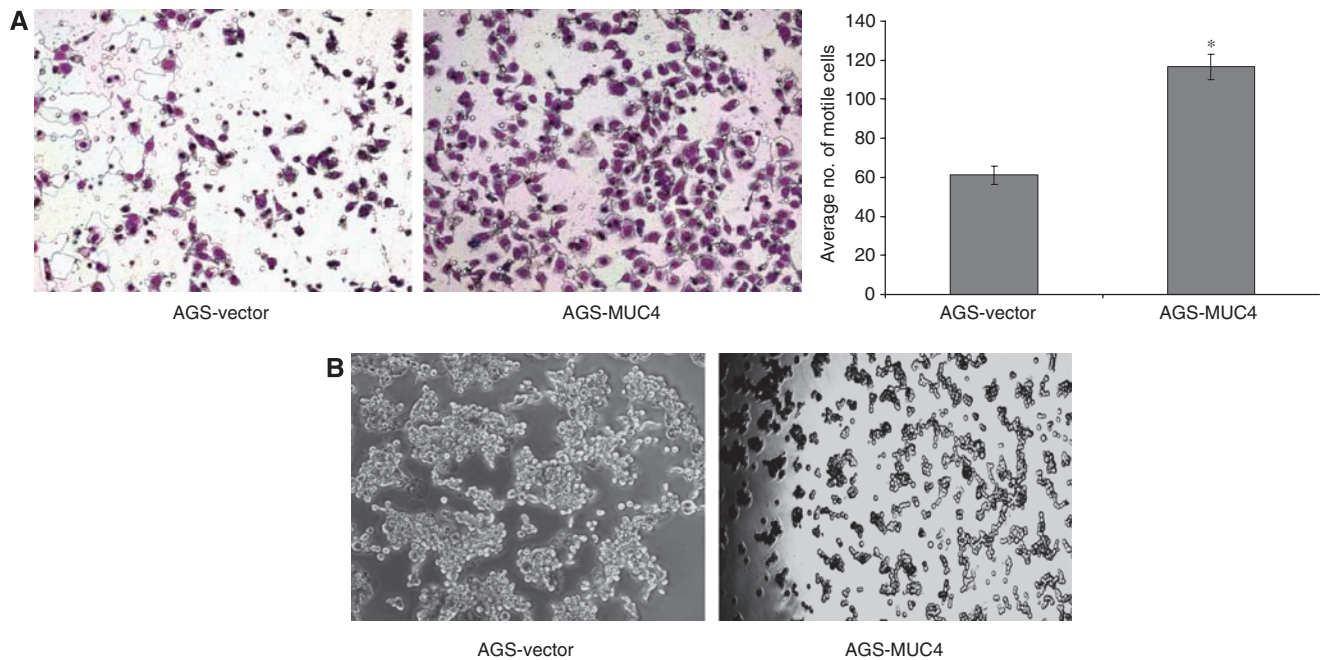 A
AGS-vector
AGS-MUC4
Average no. of motile cells
140
120
100
80
60
40
20
0
*
AGS-vector
AGS-MUC4
B
AGS-vector
AGS-MUC4